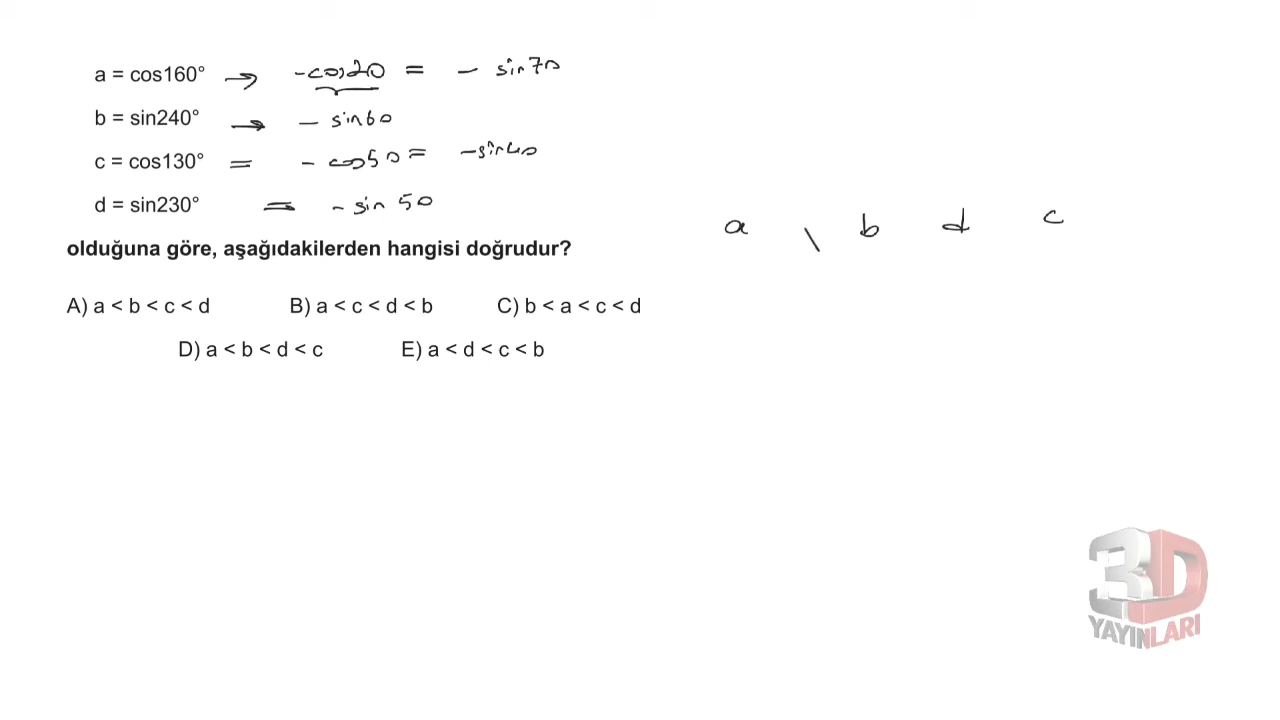 a = cos160° → -cos20 = - sin70
b = sin240° → - sin60
c = cos130° = - cos50 = -sin40
d = sin230° = - sin 50
a \ b d c
olduğuna göre, aşağıdakilerden hangisi doğrudur?
A) a < b < c < d B) a < c < d < b C) b < a < c < d
D) a < b < d < c E) a < d < c < b
3D
YAYINLARI